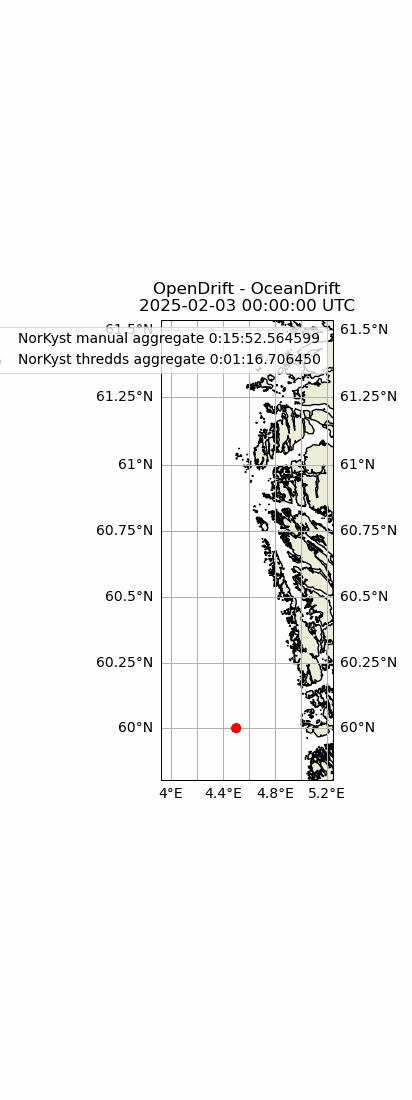 OpenDrift - OceanDrift
2025-02-03 00:00:00 UTC
61.5°N 61.5°N
NorKyst manual aggregate 0:15:52.564599
NorKyst thredds aggregate 0:01:16.706450
61.25°N 61.25°N
61°N 61°N
60.75°N 60.75°N
60.5°N 60.5°N
60.25°N 60.25°N
60°N 60°N
4°E 4.4°E 4.8°E 5.2°E